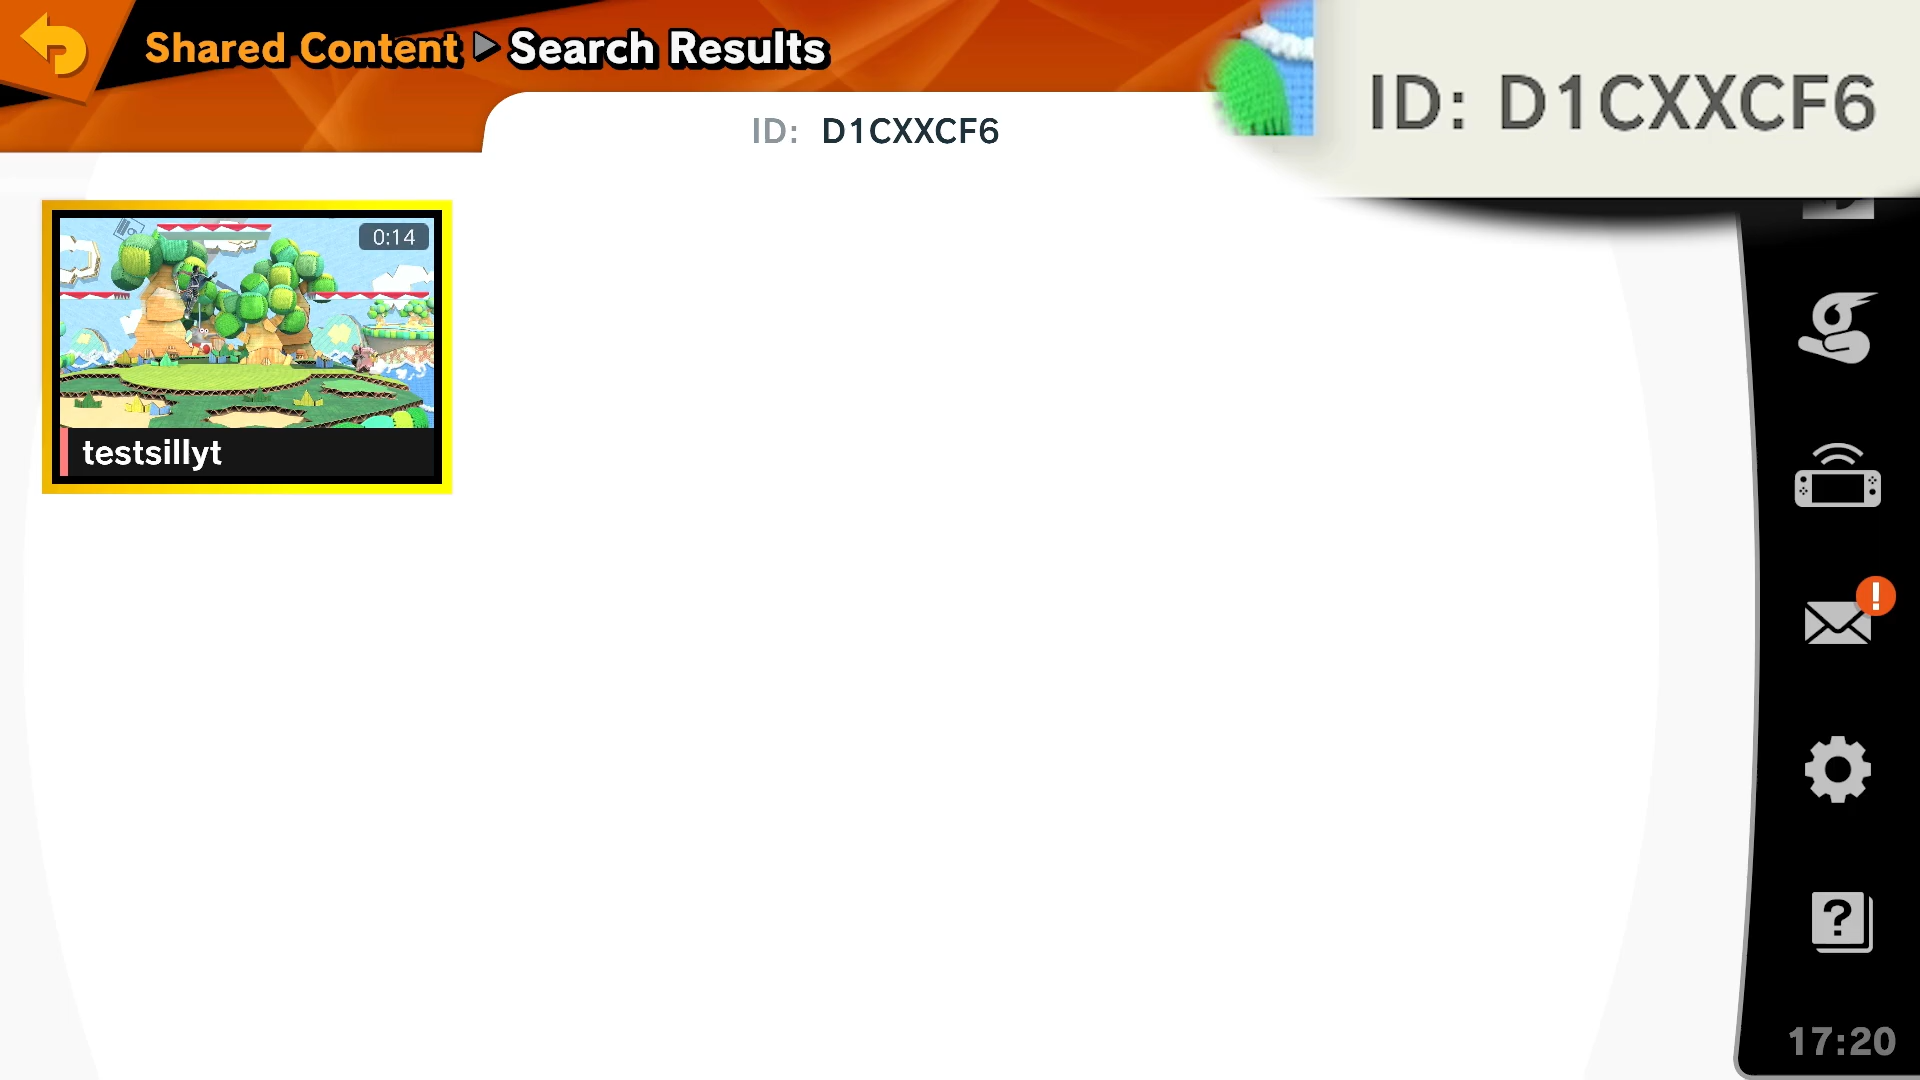 Shared Content ▶ Search Results
ID: D1CXXCF6
ID: D1CXXCF6
0:14
testsillyt
!
?
17:20